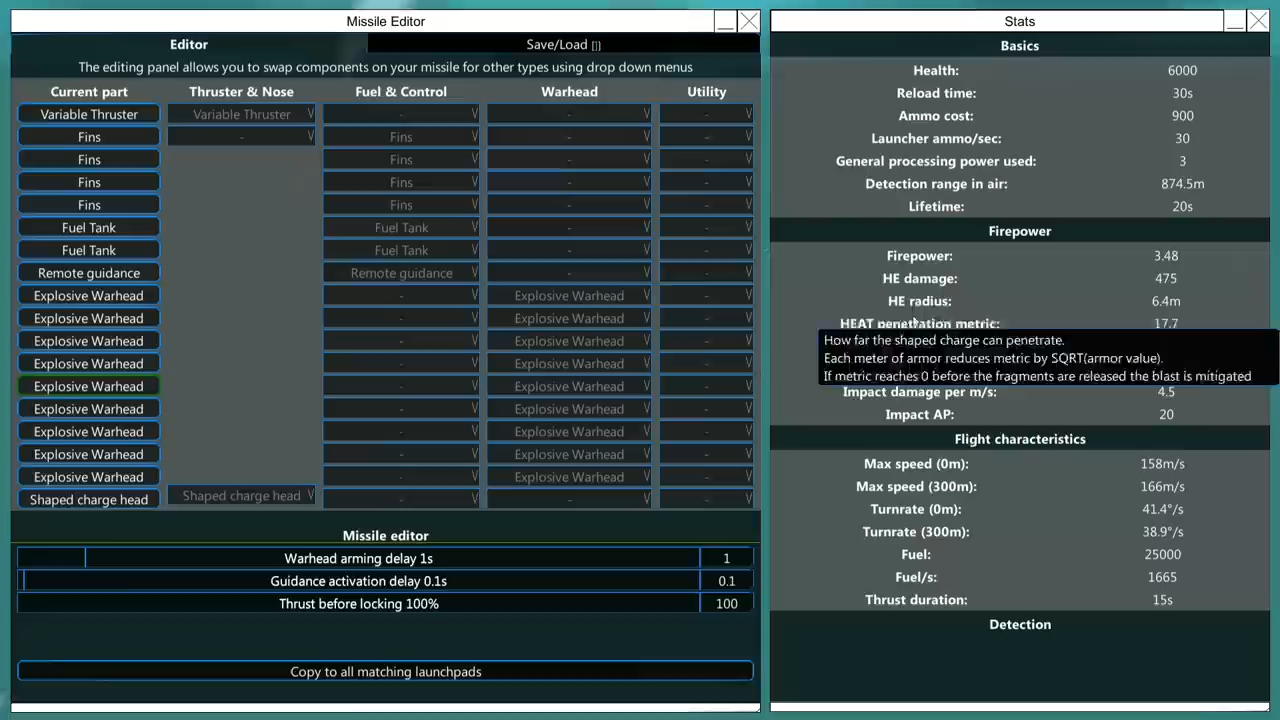 Missile Editor
Editor
Save/Load []]
The editing panel allows you to swap components on your missile for other types using drop down menus
Current part Thruster & Nose Fuel & Control Warhead Utility
Variable Thruster Variable Thruster V - V - V - V
Fins - V Fins V - V - V
Fins Fins V - V - V
Fins Fins V - V - V
Fins Fins V - V - V
Fuel Tank Fuel Tank V - V - V
Fuel Tank Fuel Tank V - V - V
Remote guidance Remote guidance V - V - V
Explosive Warhead - V Explosive Warhead V - V
Explosive Warhead - V Explosive Warhead V - V
Explosive Warhead - V Explosive Warhead V - V
Explosive Warhead - V Explosive Warhead V - V
Explosive Warhead - V Explosive Warhead V - V
Explosive Warhead - V Explosive Warhead V - V
Explosive Warhead - V Explosive Warhead V - V
Explosive Warhead - V Explosive Warhead V - V
Explosive Warhead - V Explosive Warhead V - V
Shaped charge head Shaped charge head V - V - V - V
Missile editor
Warhead arming delay 1s 1
Guidance activation delay 0.1s 0.1
Thrust before locking 100% 100
Copy to all matching launchpads
Stats
Basics
Health: 6000
Reload time: 30s
Ammo cost: 900
Launcher ammo/sec: 30
General processing power used: 3
Detection range in air: 874.5m
Lifetime: 20s
Firepower
Firepower: 3.48
HE damage: 475
HE radius: 6.4m
HEAT penetration metric: 17.7
How far the shaped charge can penetrate.
Each meter of armor reduces metric by SQRT(armor value).
If metric reaches 0 before the fragments are released the blast is mitigated
Impact damage per m/s: 4.5
Impact AP: 20
Flight characteristics
Max speed (0m): 158m/s
Max speed (300m): 166m/s
Turnrate (0m): 41.4°/s
Turnrate (300m): 38.9°/s
Fuel: 25000
Fuel/s: 1665
Thrust duration: 15s
Detection